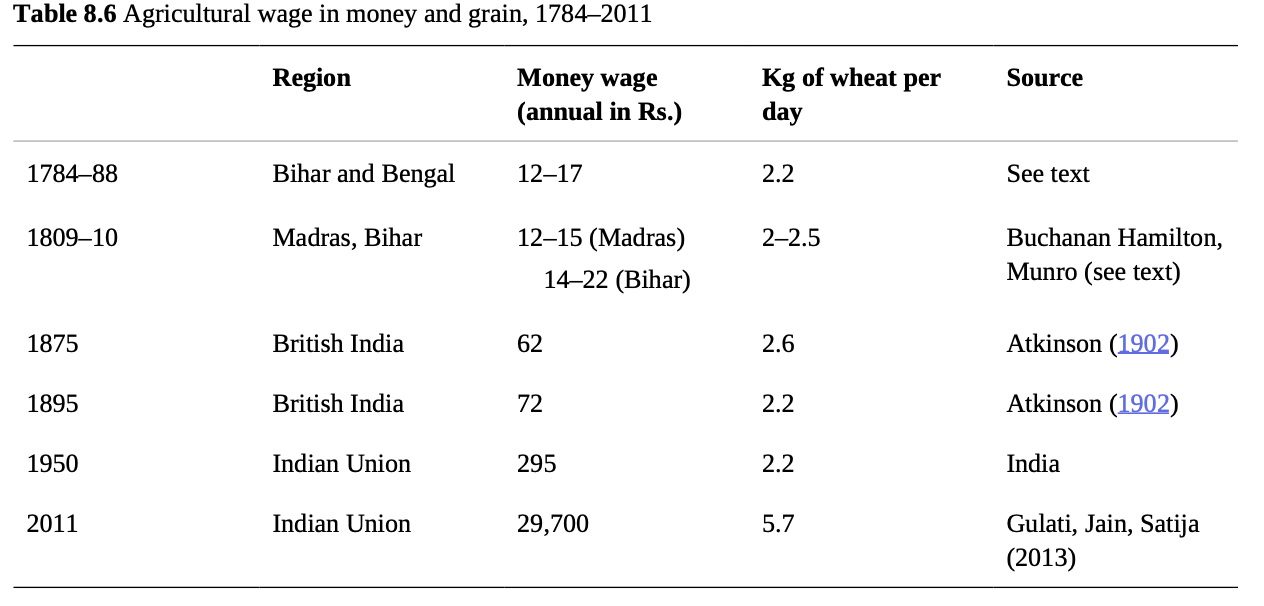 Table 8.6 Agricultural wage in money and grain, 1784–2011
Region Money wage (annual in Rs.) Kg of wheat per day Source
1784–88 Bihar and Bengal 12–17 2.2 See text
1809–10 Madras, Bihar 12–15 (Madras) 2–2.5 Buchanan Hamilton,
14–22 (Bihar) Munro (see text)
1875 British India 62 2.6 Atkinson (1902)
1895 British India 72 2.2 Atkinson (1902)
1950 Indian Union 295 2.2 India
2011 Indian Union 29,700 5.7 Gulati, Jain, Satija
(2013)